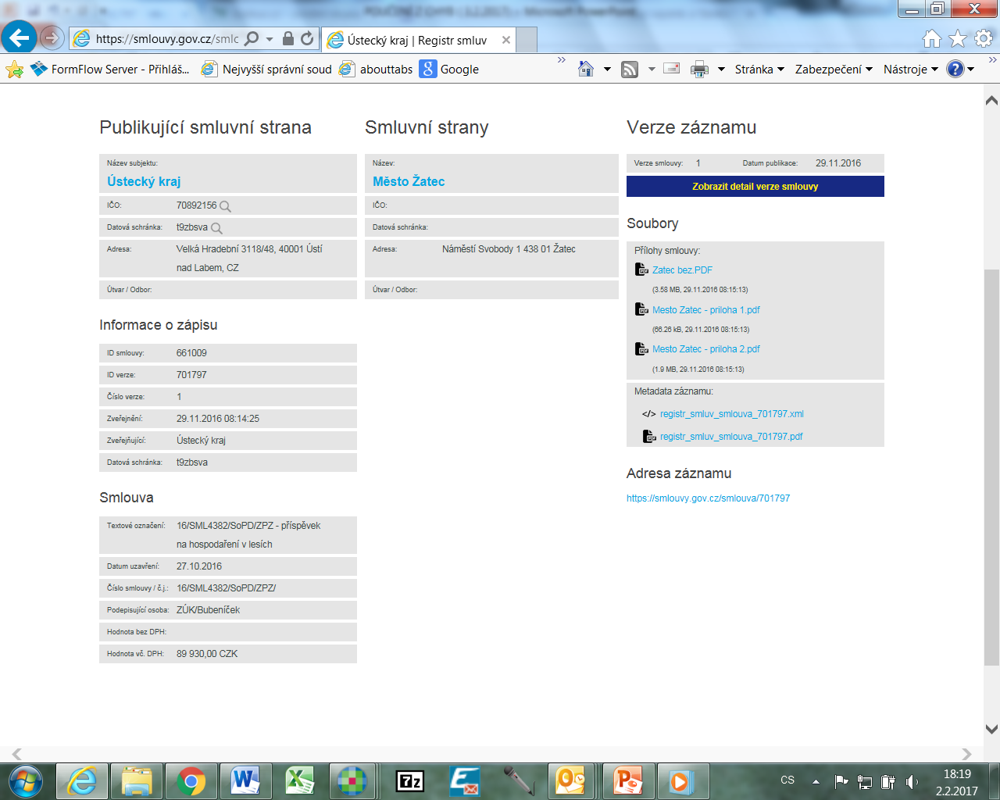 POUČENÍ Z CHYB ( 2.2.2017) - Microsoft PowerPoint
https://smlouvy.gov.cz/smlc
Ústecký kraj | Registr smluv
FormFlow Server - Přihláš...
Nejvyšší správní soud
abouttabs
Google
Stránka
Zabezpečení
Nástroje
Publikující smluvní strana
Název subjektu:
Ústecký kraj
IČO: 70892156
Datová schránka: t9zbsva
Adresa: Velká Hradební 3118/48, 40001 Ústí
nad Labem, CZ
Útvar / Odbor:
Informace o zápisu
ID smlouvy: 661009
ID verze: 701797
Číslo verze: 1
Zveřejnění: 29.11.2016 08:14:25
Zveřejňující: Ústecký kraj
Datová schránka: t9zbsva
Smlouva
Textové označení: 16/SML4382/SoPD/ZPZ - příspěvek
na hospodaření v lesích
Datum uzavření: 27.10.2016
Číslo smlouvy / č.j.: 16/SML4382/SoPD/ZPZ/
Podepisující osoba: ZÚK/Bubeníček
Hodnota bez DPH:
Hodnota vč. DPH: 89 930,00 CZK
Smluvní strany
Název:
Město Žatec
IČO:
Datová schránka:
Adresa: Náměstí Svobody 1 438 01 Žatec
Útvar / Odbor:
Verze záznamu
Verze smlouvy: 1 Datum publikace: 29.11.2016
Zobrazit detail verze smlouvy
Soubory
Přílohy smlouvy:
Zatec bez.PDF
(3.58 MB, 29.11.2016 08:15:13)
Mesto Zatec - priloha 1.pdf
(66.26 kB, 29.11.2016 08:15:13)
Mesto Zatec - priloha 2.pdf
(1.9 MB, 29.11.2016 08:15:13)
Metadata záznamu:
registr_smluv_smlouva_701797.xml
registr_smluv_smlouva_701797.pdf
Adresa záznamu
https://smlouvy.gov.cz/smlouva/701797
CS
18:19
2.2.2017